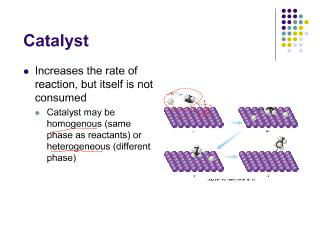 Catalyst
Increases the rate of
reaction, but itself is not
consumed
Catalyst may be
homogenous (same
phase as reactants) or
heterogeneous (different
phase)